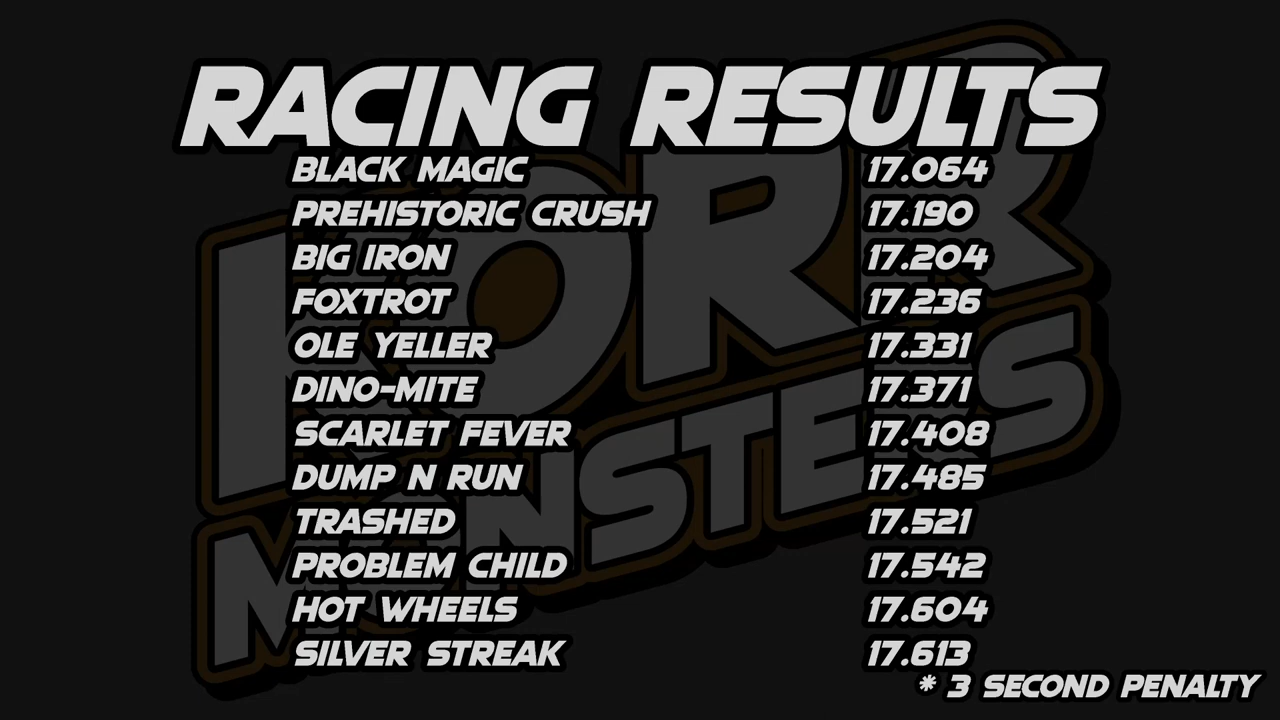 RACING RESULTS
BLACK MAGIC 17.064
PREHISTORIC CRUSH 17.190
BIG IRON 17.204
FOXTROT 17.236
OLE YELLER 17.331
DINO-MITE 17.371
SCARLET FEVER 17.408
DUMP N RUN 17.485
TRASHED 17.521
PROBLEM CHILD 17.542
HOT WHEELS 17.604
SILVER STREAK 17.613
* 3 SECOND PENALTY
KORR
MONSTERS